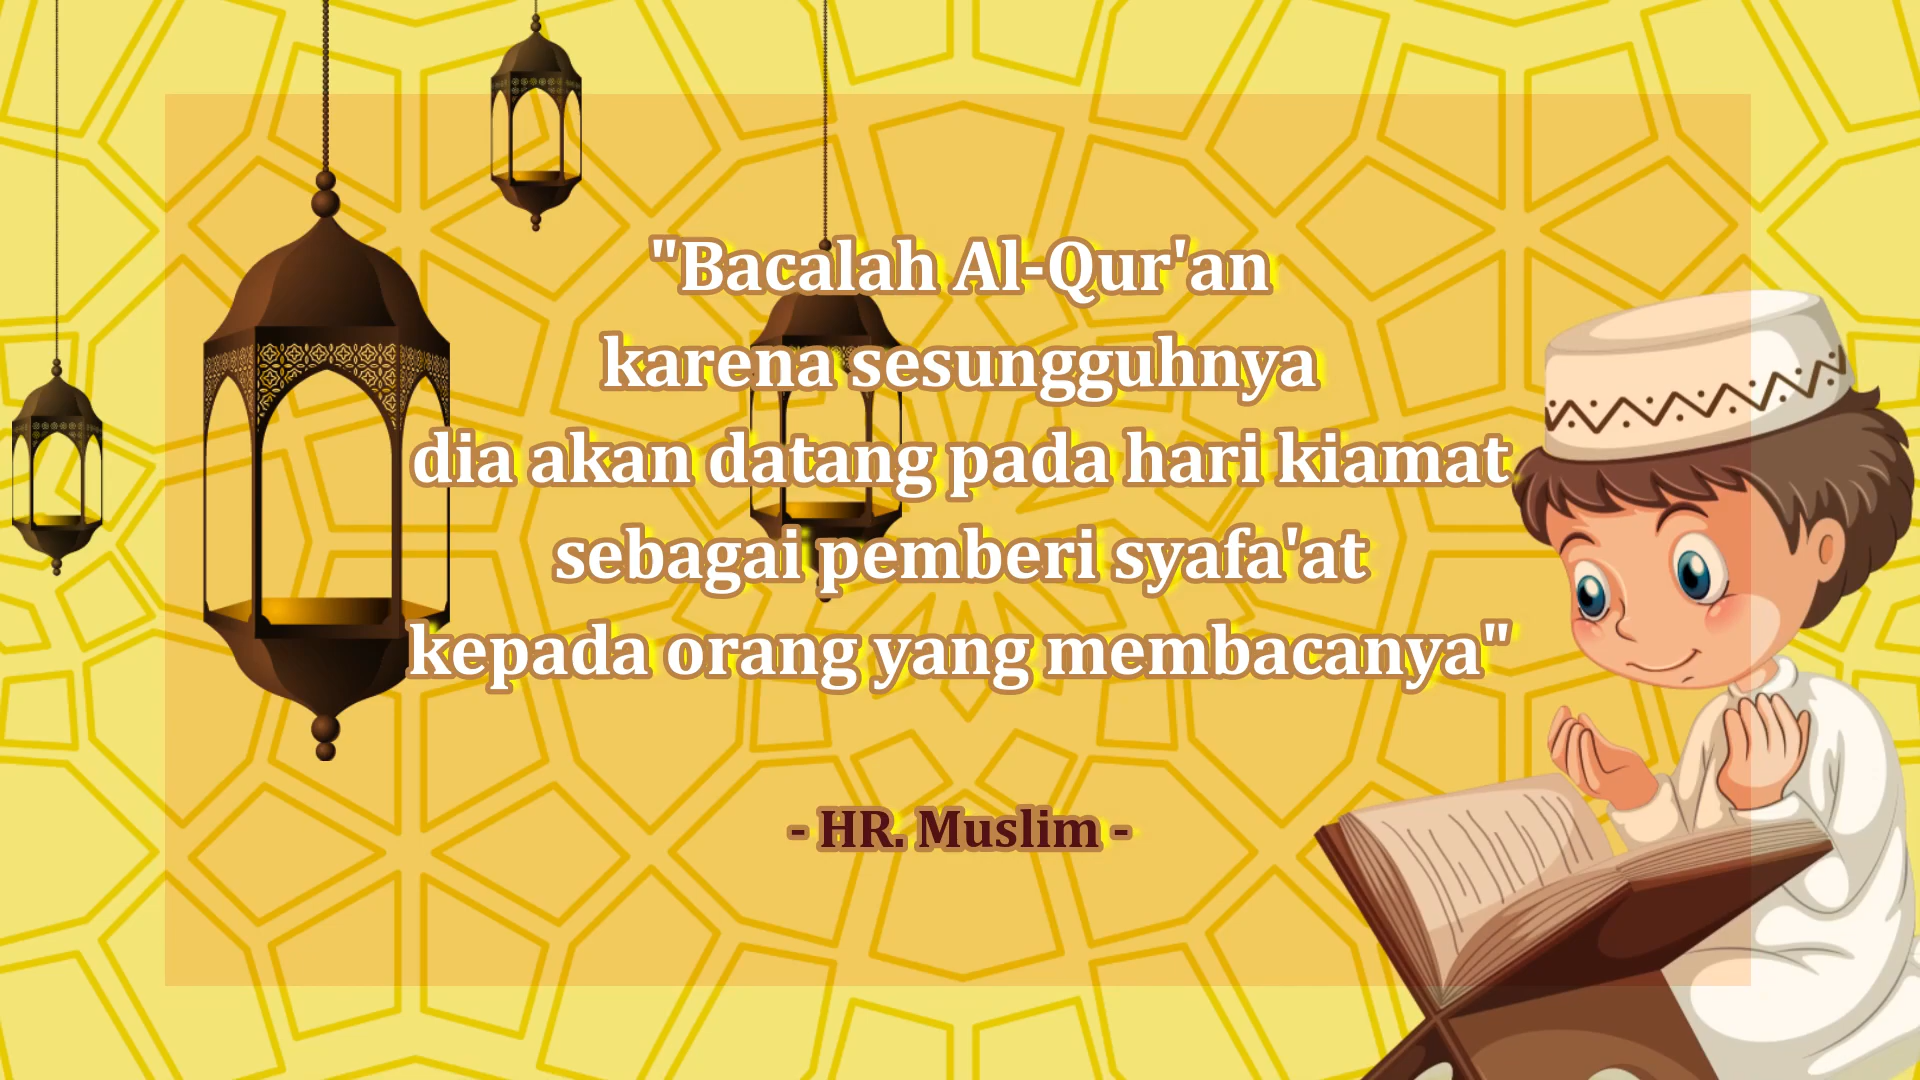 "Bacalah Al-Qur'an
karena sesungguhnya
dia akan datang pada hari kiamat
sebagai pemberi syafa'at
kepada orang yang membacanya"
- HR. Muslim -